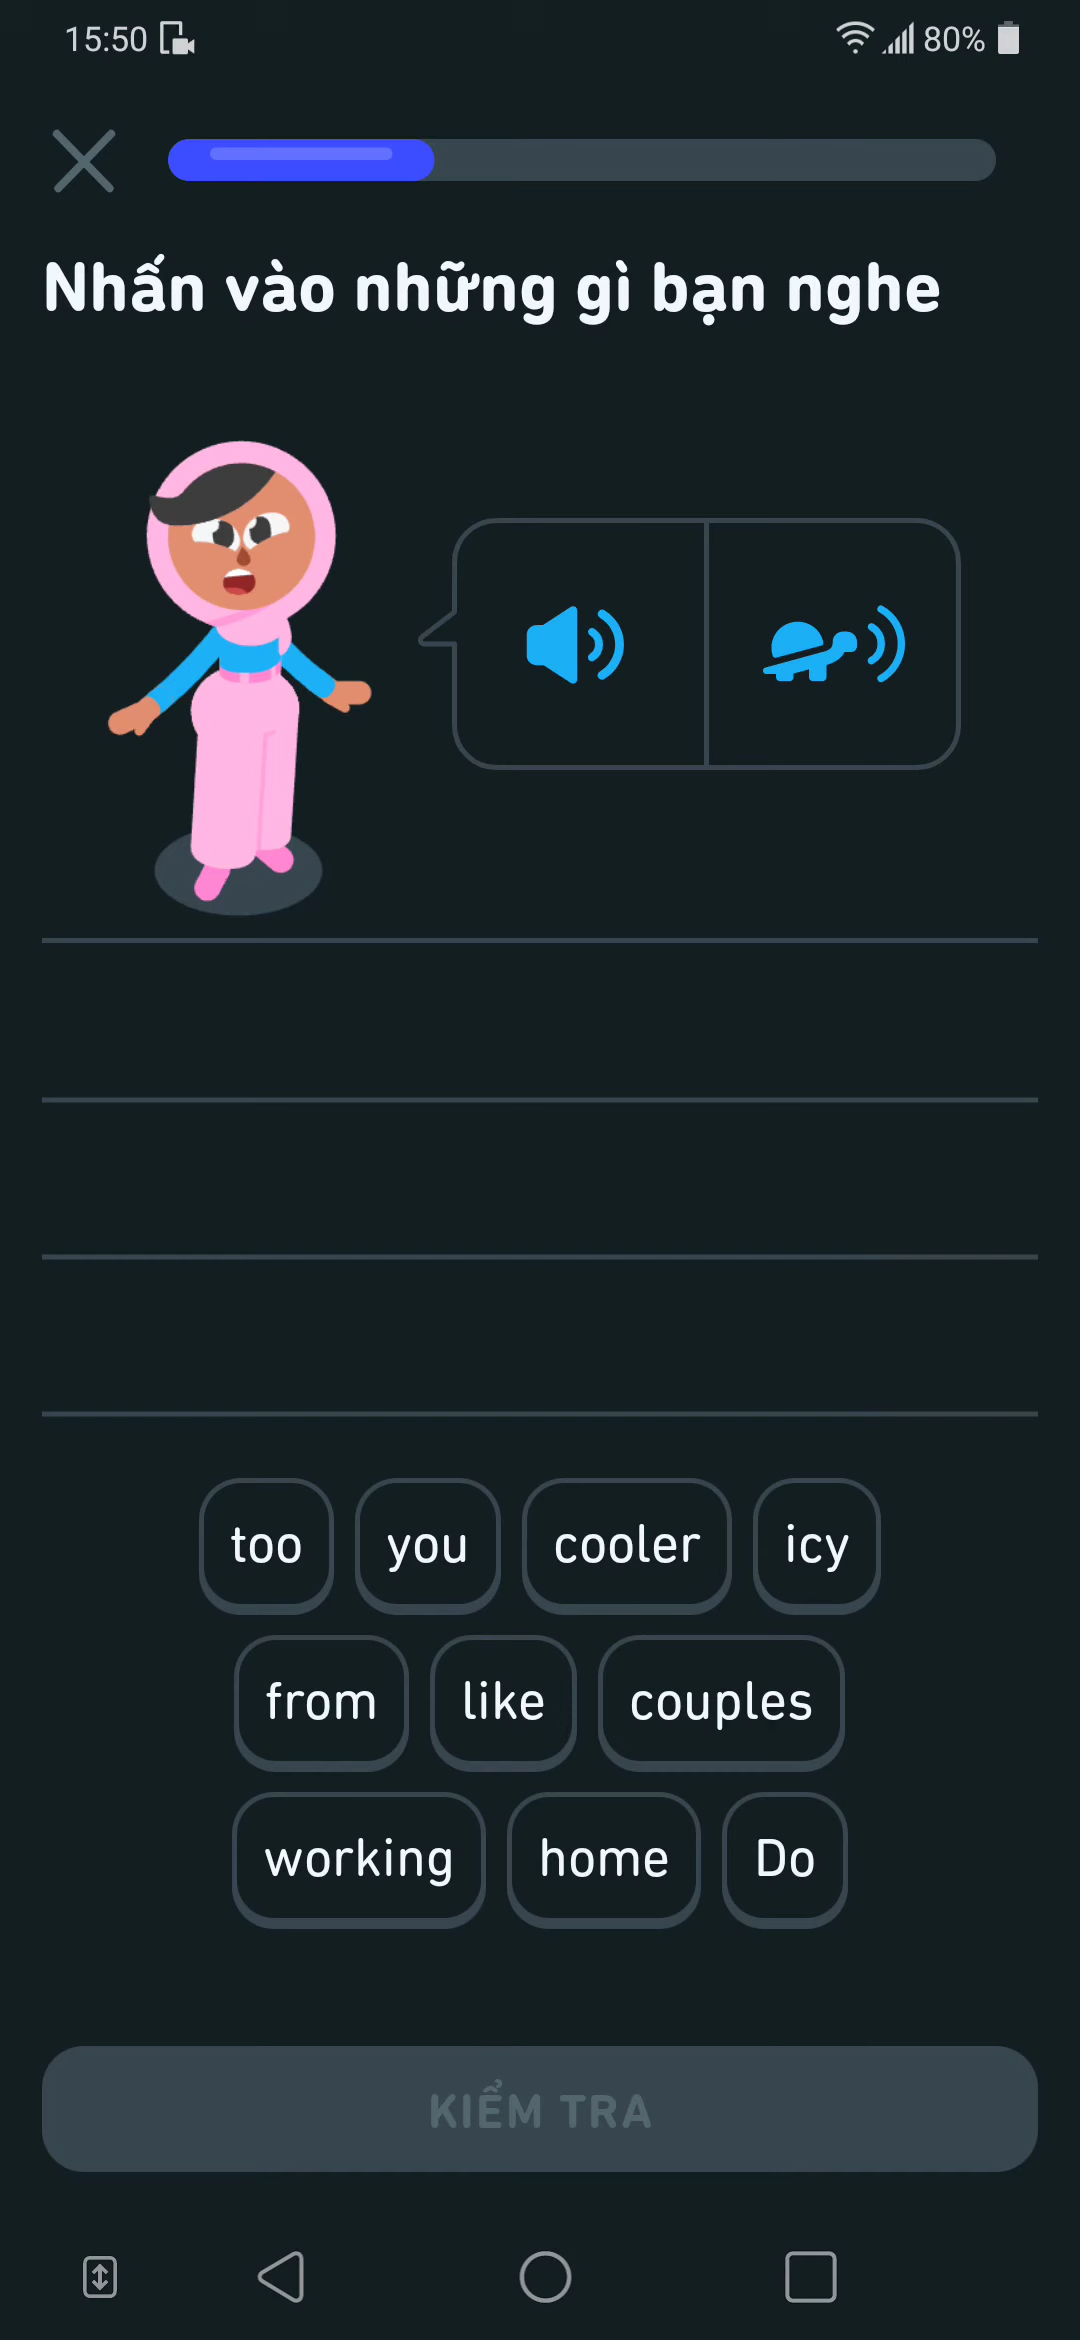 15:50 80%
Nhấn vào những gì bạn nghe
too you cooler icy
from like couples
working home Do
KIỂM TRA